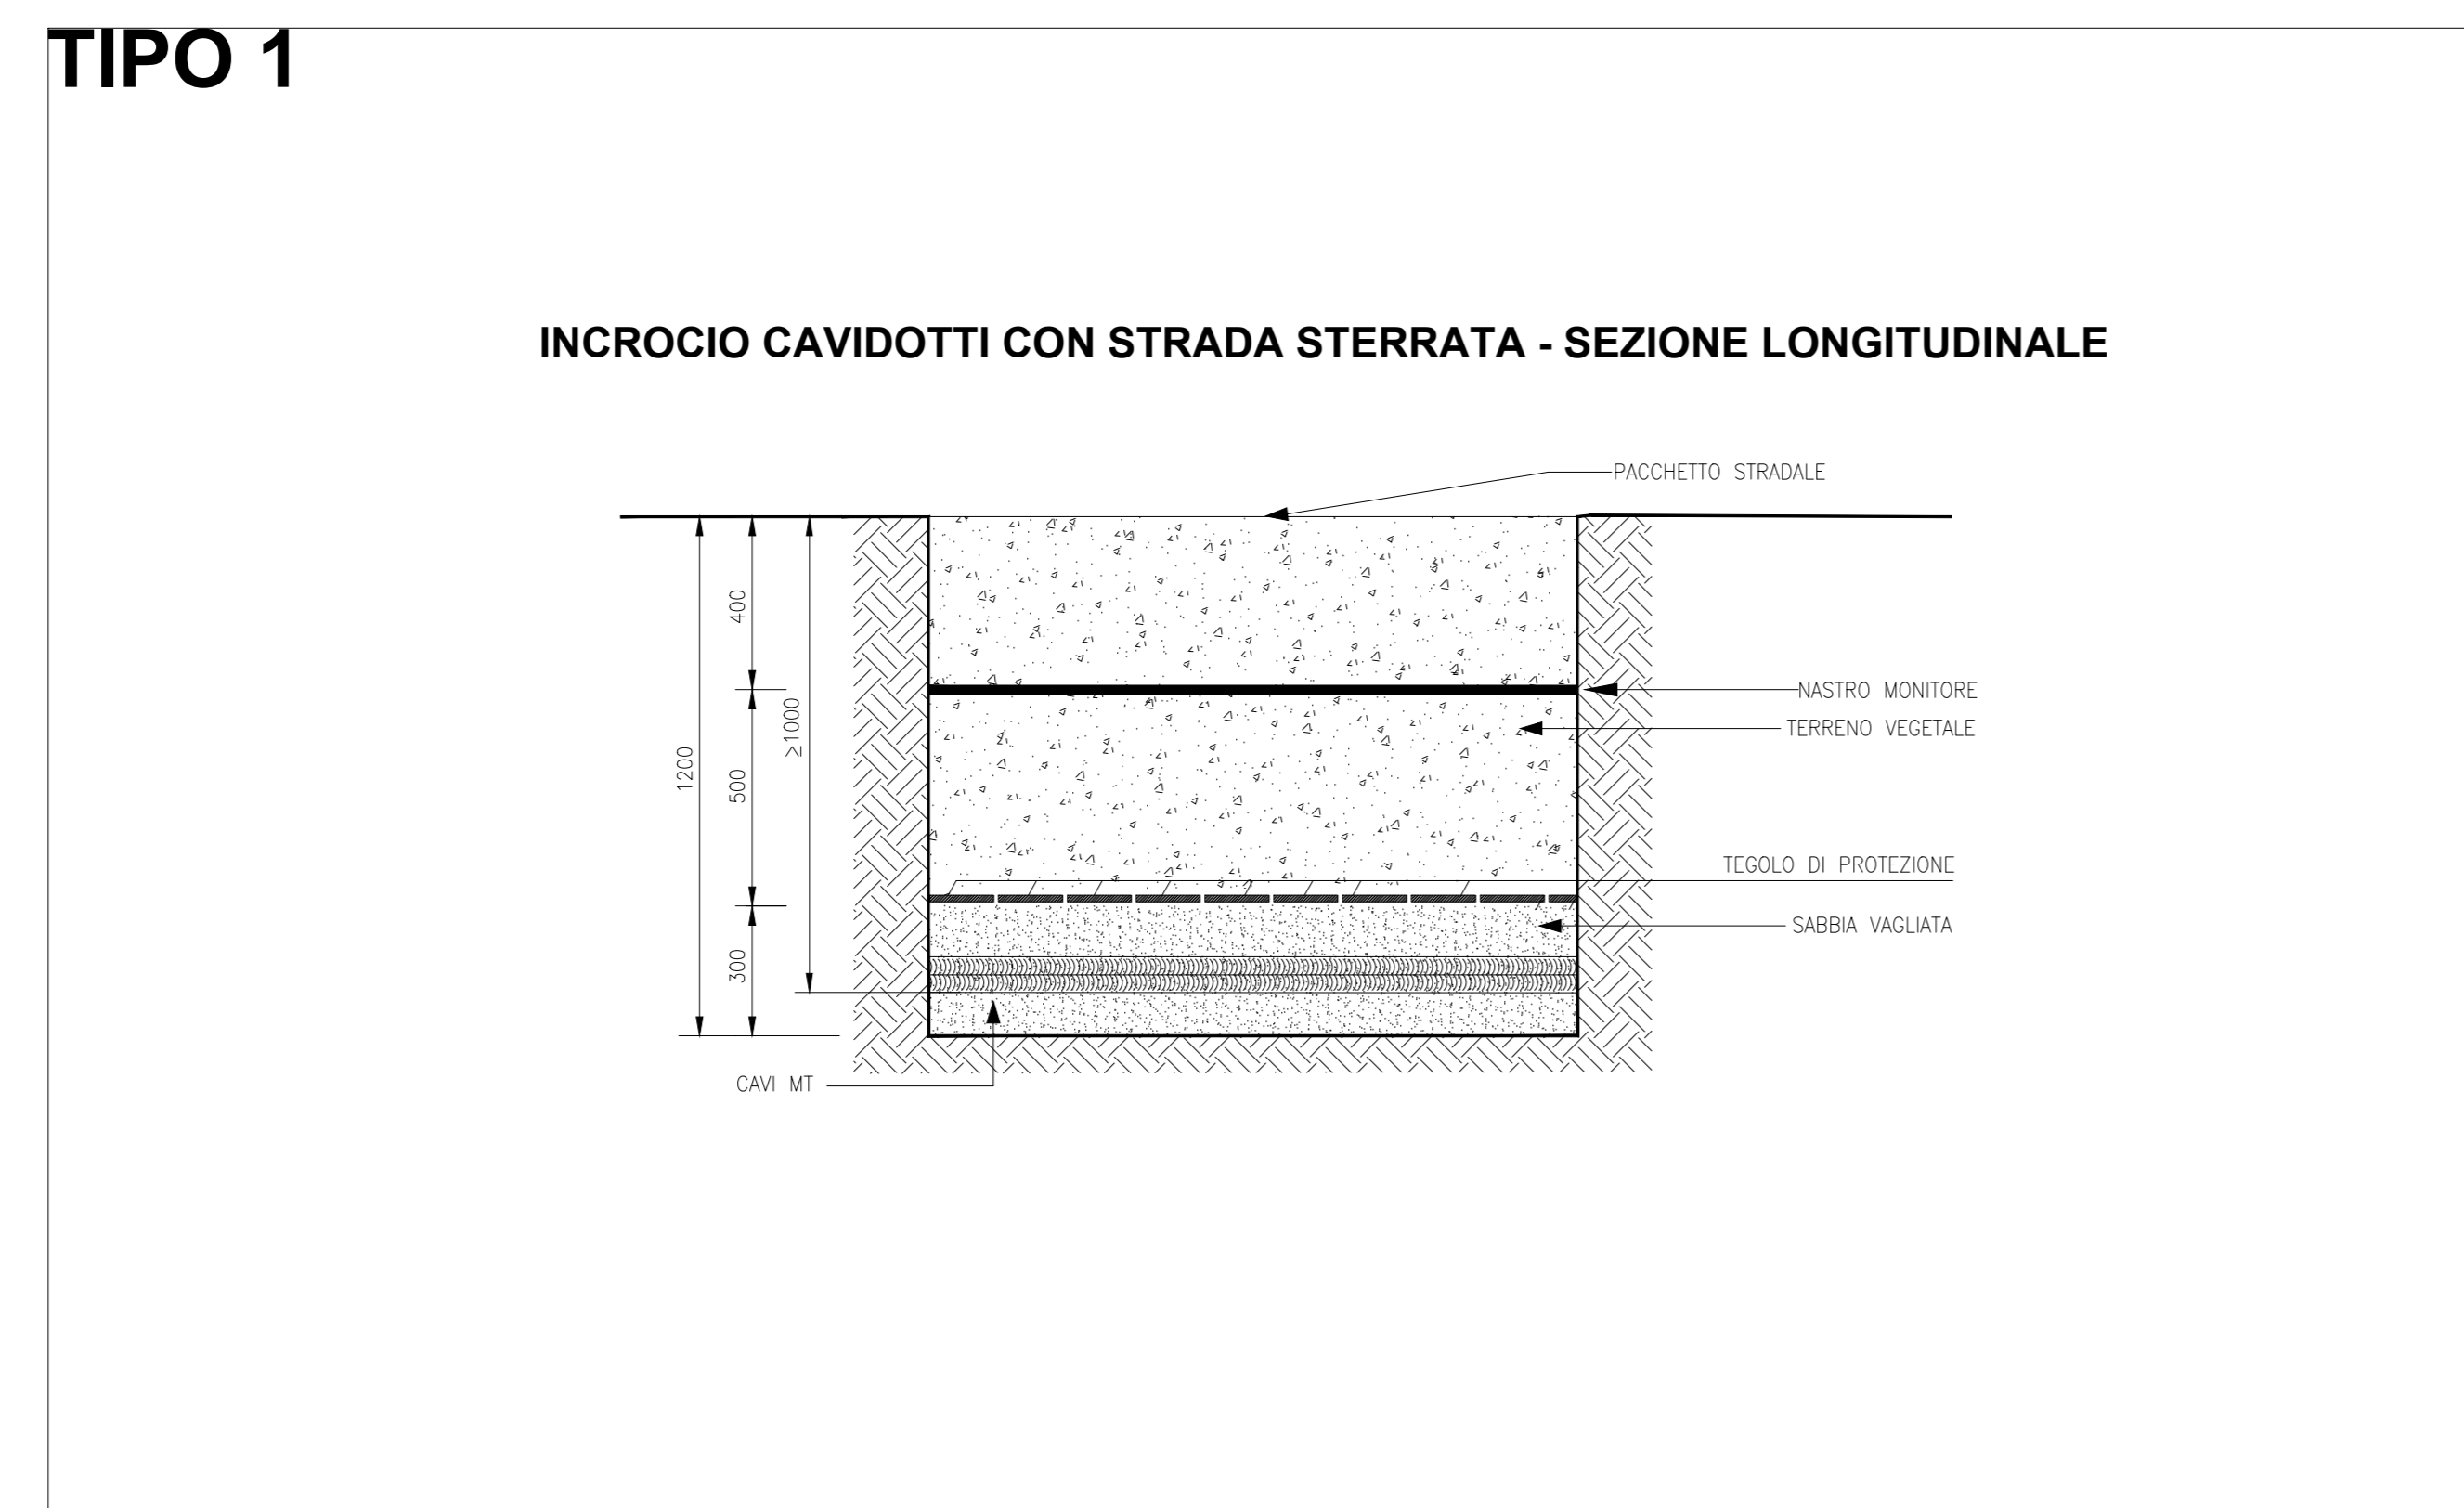 TIPO 1
INCROCIO CAVIDOTTI CON STRADA STERRATA - SEZIONE LONGITUDINALE
PACCHETTO STRADALE
400
NASTRO MONITORE
≥1000
TERRENO VEGETALE
1200
500
TEGOLO DI PROTEZIONE
SABBIA VAGLIATA
300
CAVI MT